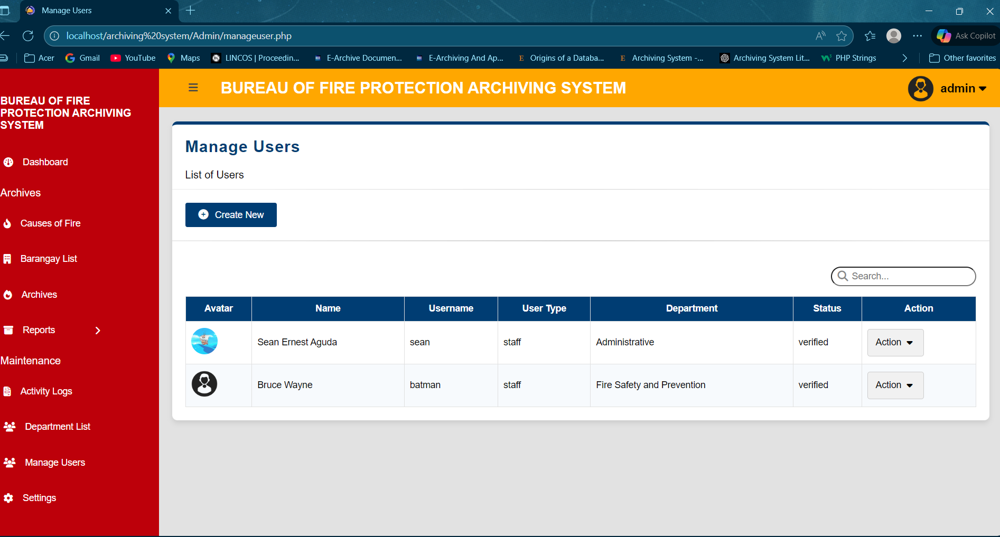 Manage Users
localhost/archiving%20system/Admin/manageuser.php
Ask Copilot
Acer
Gmail
YouTube
Maps
LINCOS | Proceedin...
E-Archive Documen...
E-Archiving And Ap...
Origins of a Databa...
Archiving System -...
Archiving System Lit...
PHP Strings
Other favorites
BUREAU OF FIRE
PROTECTION ARCHIVING
SYSTEM
Dashboard
Archives
Causes of Fire
Barangay List
Archives
Reports
Maintenance
Activity Logs
Department List
Manage Users
Settings
BUREAU OF FIRE PROTECTION ARCHIVING SYSTEM
admin
Manage Users
List of Users
Create New
Search...
Avatar Name Username User Type Department Status Action
Sean Ernest Aguda sean staff Administrative verified Action
Bruce Wayne batman staff Fire Safety and Prevention verified Action